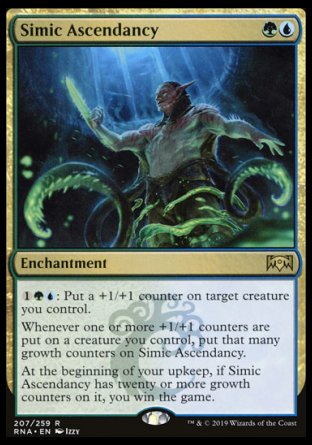 Simic Ascendancy
Enchantment
1: Put a +1/+1 counter on target creature
you control.
Whenever one or more +1/+1 counters are
put on a creature you control, put that many
growth counters on Simic Ascendancy.
At the beginning of your upkeep, if Simic
Ascendancy has twenty or more growth
counters on it, you win the game.
207/259 R
RNA • EN Izzy
™ & © 2019 Wizards of the Coast